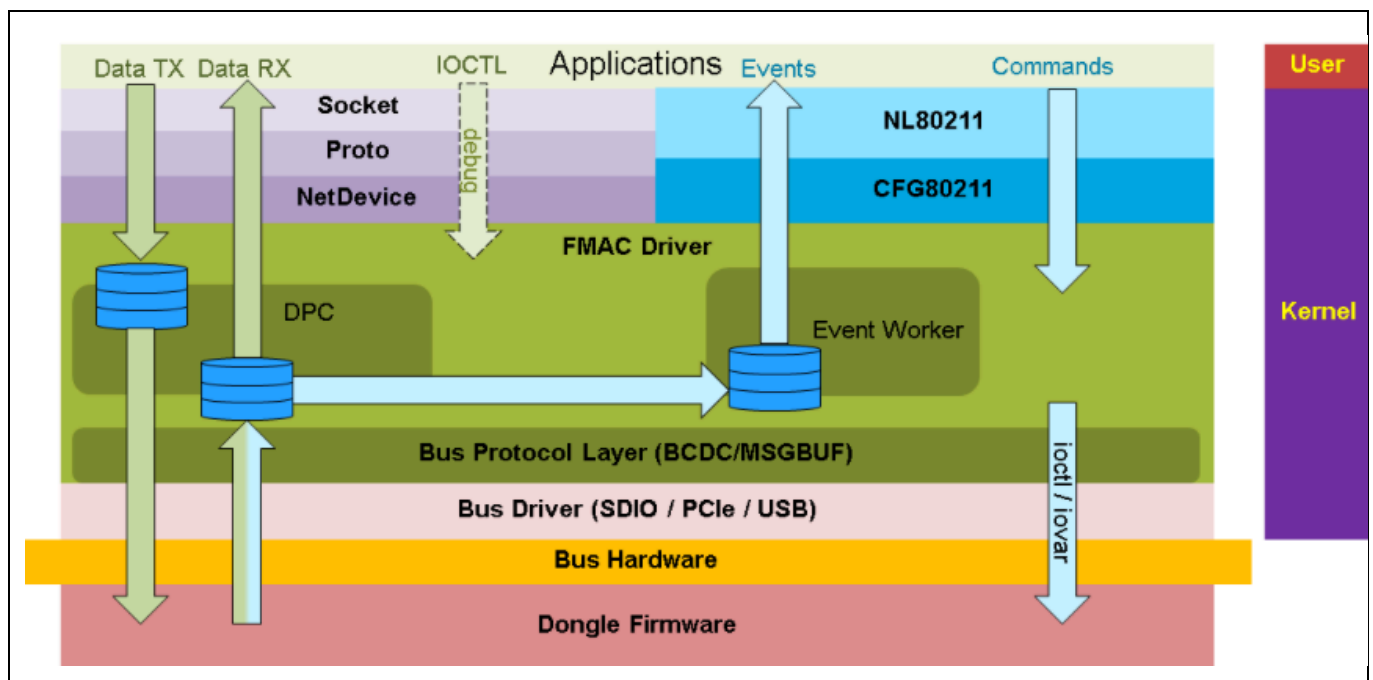 Data TX Data RX IOCTL Applications Events Commands User
Socket
Proto
NetDevice
debug
NL80211
CFG80211
FMAC Driver
DPC
Event Worker
Kernel
Bus Protocol Layer (BCDC/MSGBUF)
ioctl / iovar
Bus Driver (SDIO / PCIe / USB)
Bus Hardware
Dongle Firmware